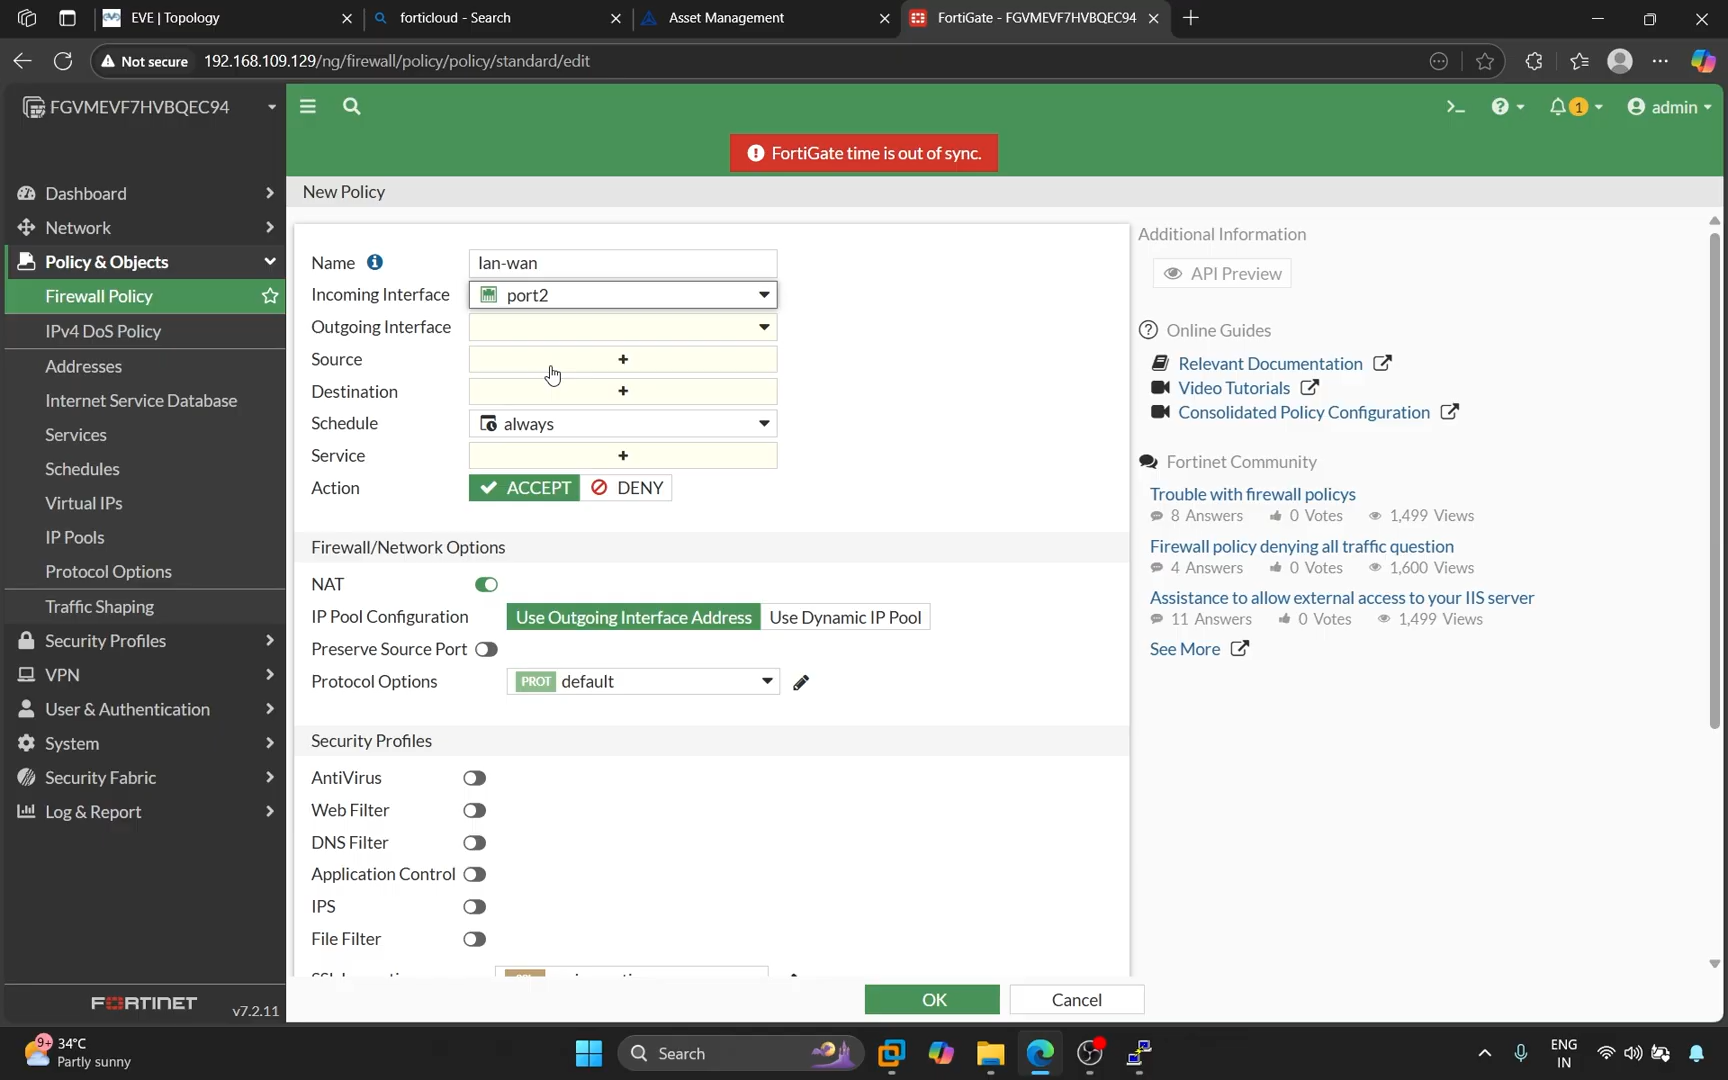 EVE | Topology
forticloud - Search
Asset Management
FortiGate - FGVMEVF7HVBQEC94
Not secure
192.168.109.129/ng/firewall/policy/policy/standard/edit
FGVMEVF7HVBQEC94
1
admin
FortiGate time is out of sync.
Dashboard
Network
Policy & Objects
Firewall Policy
IPv4 DoS Policy
Addresses
Internet Service Database
Services
Schedules
Virtual IPs
IP Pools
Protocol Options
Traffic Shaping
Security Profiles
VPN
User & Authentication
System
Security Fabric
Log & Report
FORTINET
v7.2.11
New Policy
Name
lan-wan
Incoming Interface
port2
Outgoing Interface
Source
+
Destination
+
Schedule
always
Service
+
Action
ACCEPT
DENY
Firewall/Network Options
NAT
IP Pool Configuration
Use Outgoing Interface Address
Use Dynamic IP Pool
Preserve Source Port
Protocol Options
PROT default
Security Profiles
AntiVirus
Web Filter
DNS Filter
Application Control
IPS
File Filter
OK
Cancel
Additional Information
API Preview
Online Guides
Relevant Documentation
Video Tutorials
Consolidated Policy Configuration
Fortinet Community
Trouble with firewall policys
8 Answers 0 Votes 1,499 Views
Firewall policy denying all traffic question
4 Answers 0 Votes 1,600 Views
Assistance to allow external access to your IIS server
11 Answers 0 Votes 1,499 Views
See More
9+
34°C
Partly sunny
Search
ENG
IN